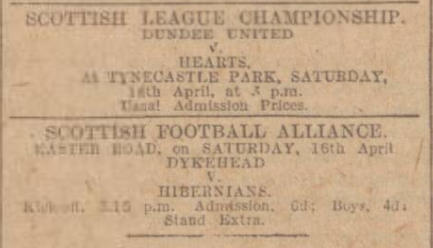 SCOTTISH LEAGUE CHAMPIONSHIP.
DUNDEE UNITED
v.
HEARTS.
At TYNECASTLE PARK, SATURDAY,
16th April, at 3 p.m.
Usual Admission Prices.
SCOTTISH FOOTBALL ALLIANCE.
EASTER ROAD, on SATURDAY, 16th April
DYKEHEAD
V.
HIBERNIANS.
Kick-off, 3.15 p.m. Admission, 6d; Boys, 4d;
Stand Extra.